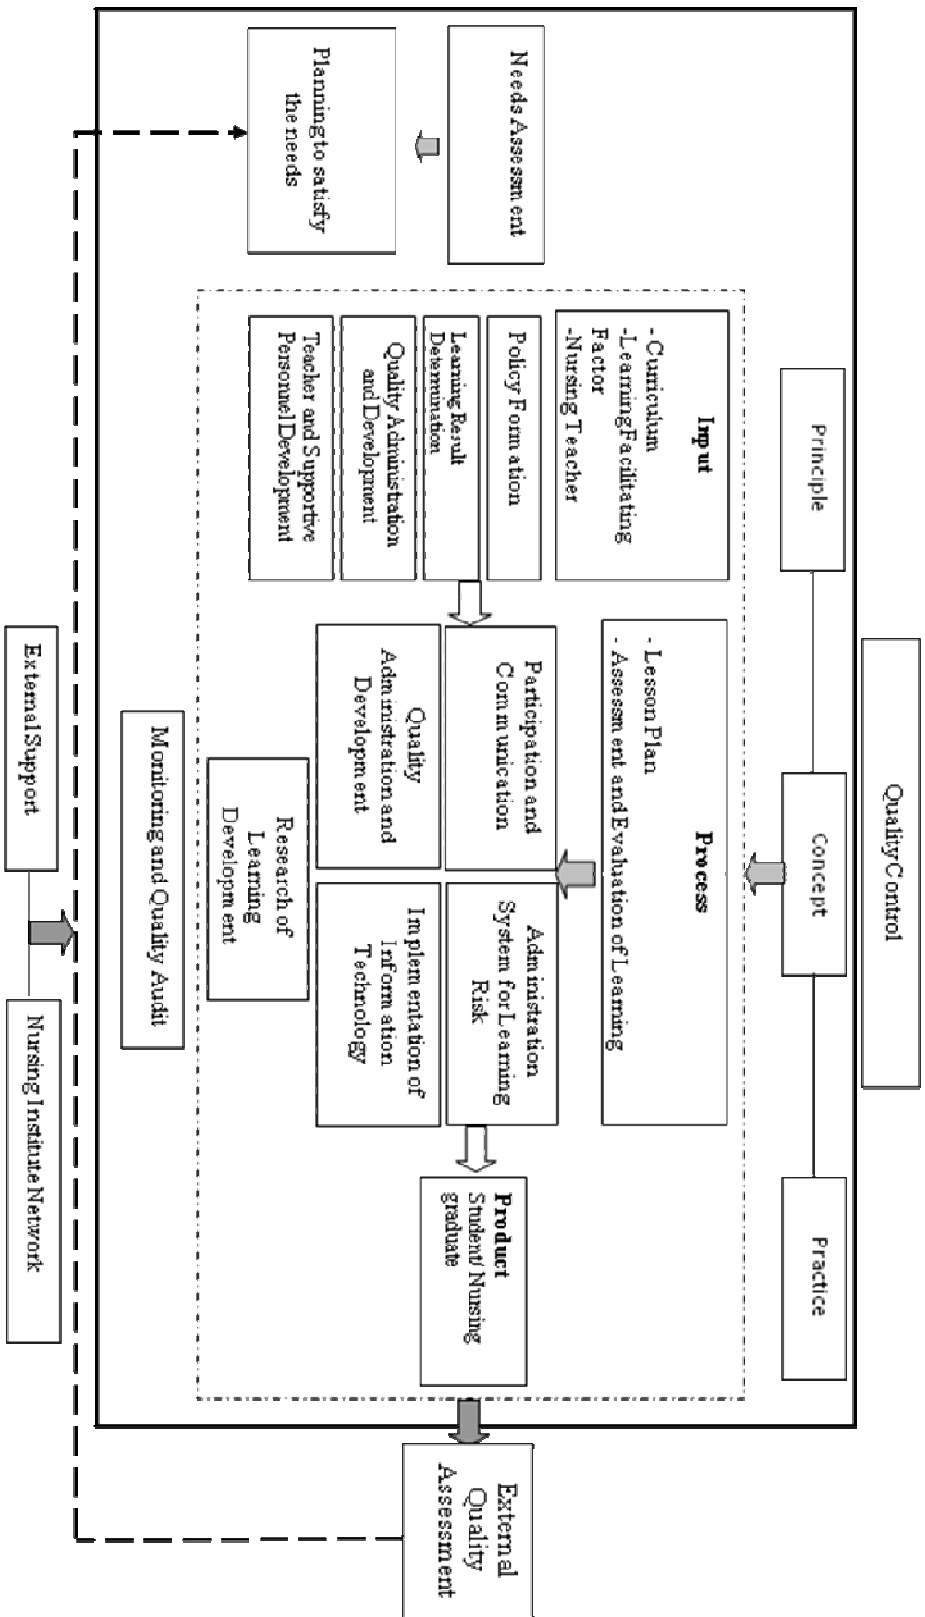 Quality Control
Principle
Concept
Practice
Needs Assessment
Planning to satisfy
the needs
Input
- Curriculum
-Learning Facilitating
Factor
-Nursing Teacher
Policy Formation
Learning Result
Determination
Quality Administration
and Development
Teacher and Supportive
Personnel Development
Process
- Lesson Plan
- Assessment and Evaluation of Learning
Participation and
Communication
Administration
System for Learning
Risk
Quality
Administration and
Development
Implementation of
Information
Technology
Research of
Learning
Development
Product
Student/ Nursing
graduate
External
Quality
Assessment
Monitoring and Quality Audit
External Support
Nursing Institute Network